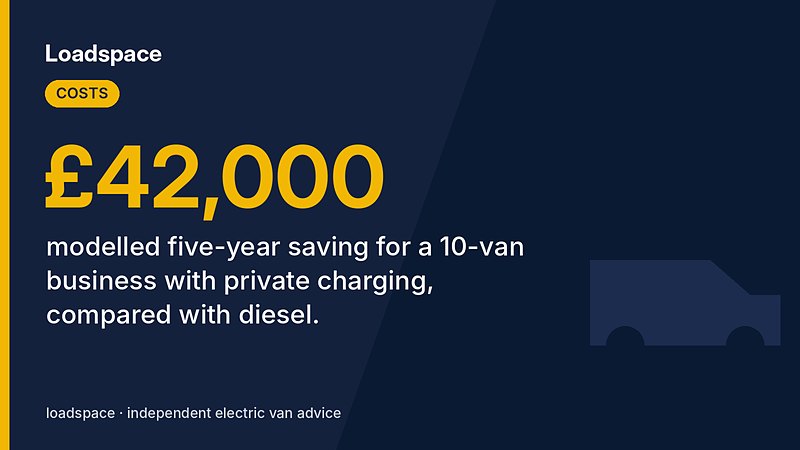 Loadspace
COSTS
£42,000
modelled five-year saving for a 10-van
business with private charging,
compared with diesel.
loadspace · independent electric van advice